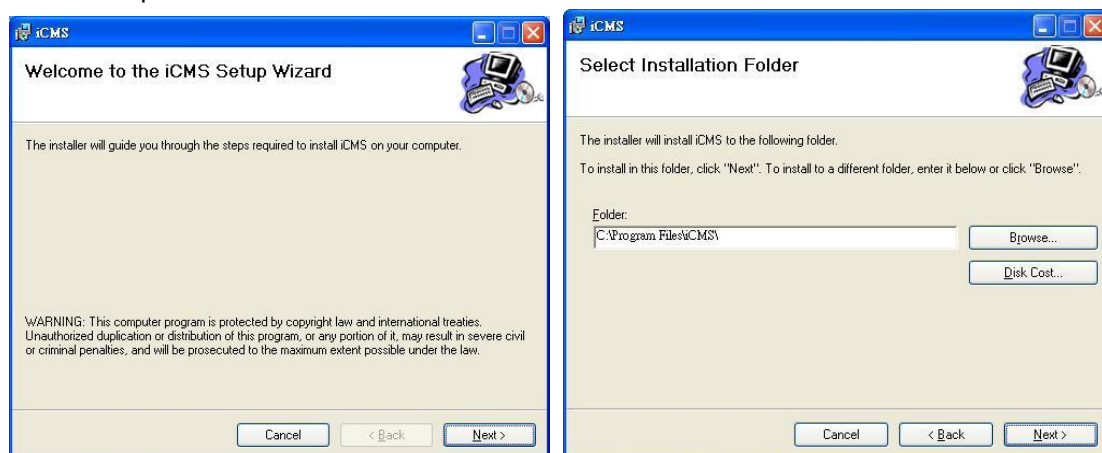 iCMS
Welcome to the iCMS Setup Wizard
The installer will guide you through the steps required to install iCMS on your computer.
WARNING: This computer program is protected by copyright law and international treaties.
Unauthorized duplication or distribution of this program, or any portion of it, may result in severe civil
or criminal penalties, and will be prosecuted to the maximum extent possible under the law.
Cancel
< Back
Next >
iCMS
Select Installation Folder
The installer will install iCMS to the following folder.
To install in this folder, click "Next". To install to a different folder, enter it below or click "Browse".
Folder:
C:\Program Files\iCMS\
Browse...
Disk Cost...
Cancel
< Back
Next >